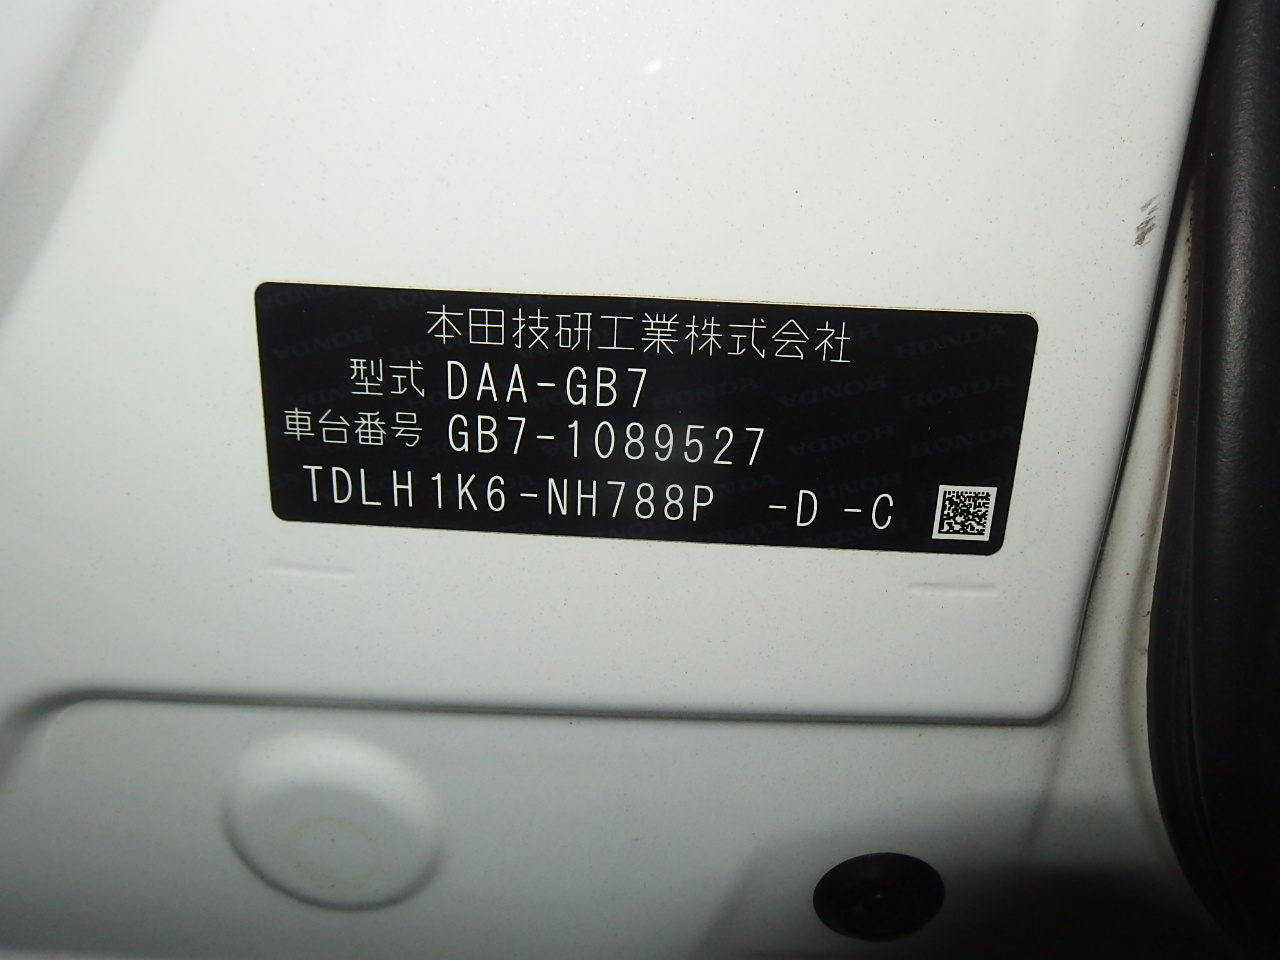 本田技研工業株式会社
型式 DAA-GB7
車台番号 GB7-1089527
TDLH1K6-NH788P -D -C